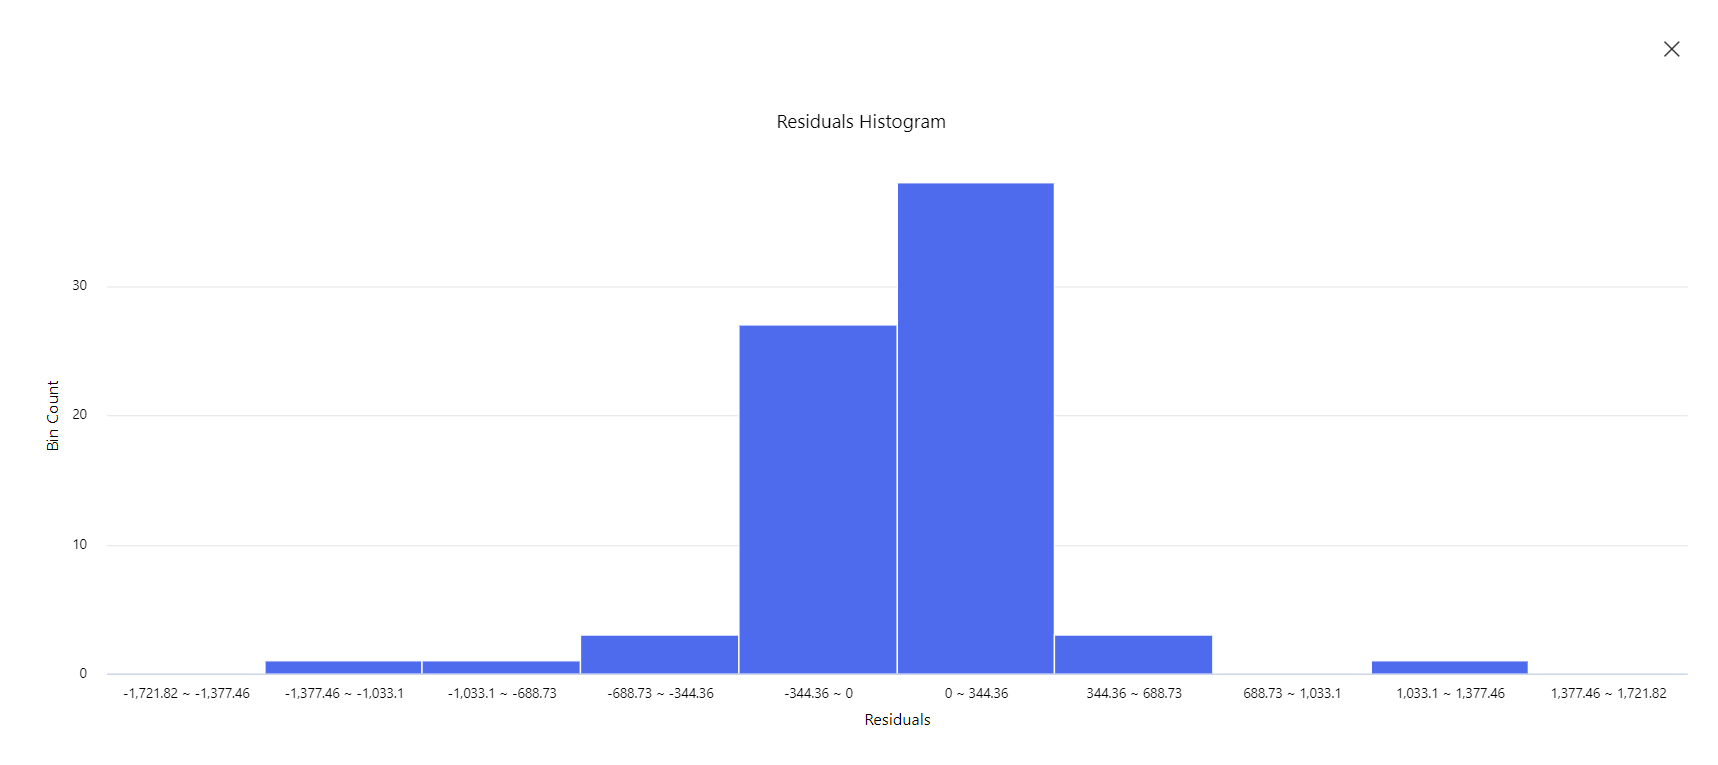 Residuals Histogram
30
20
10
0
Bin Count
-1,721.82 ~ -1,377.46
-1,377.46 ~ -1,033.1
-1,033.1 ~ -688.73
-688.73 ~ -344.36
-344.36 ~ 0
0 ~ 344.36
344.36 ~ 688.73
688.73 ~ 1,033.1
1,033.1 ~ 1,377.46
1,377.46 ~ 1,721.82
Residuals